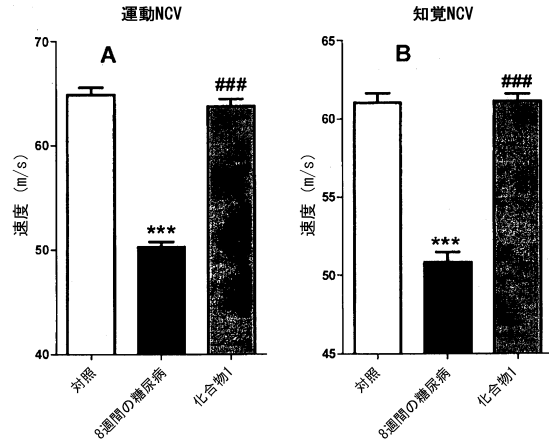 運動NCV
A
速度 (m/s)
70
60
50
40
***
###
対照
8週間の糖尿病
化合物I
知覚NCV
B
速度 (m/s)
65
60
55
50
45
***
###
対照
8週間の糖尿病
化合物I